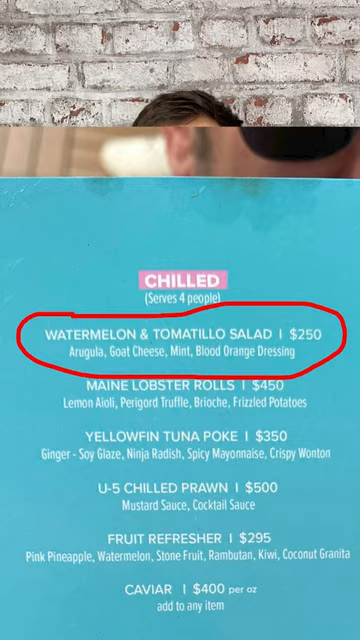 CHILLED
(Serves 4 people)
WATERMELON & TOMATILLO SALAD | $250
Arugula, Goat Cheese, Mint, Blood Orange Dressing
MAINE LOBSTER ROLLS | $450
Lemon Aioli, Perigord Truffle, Brioche, Frizzled Potatoes
YELLOWFIN TUNA POKE | $350
Ginger - Soy Glaze, Ninja Radish, Spicy Mayonnaise, Crispy Wonton
U-5 CHILLED PRAWN | $500
Mustard Sauce, Cocktail Sauce
FRUIT REFRESHER | $295
Pink Pineapple, Watermelon, Stone Fruit, Rambutan, Kiwi, Coconut Granita
CAVIAR | $400 per oz
add to any item